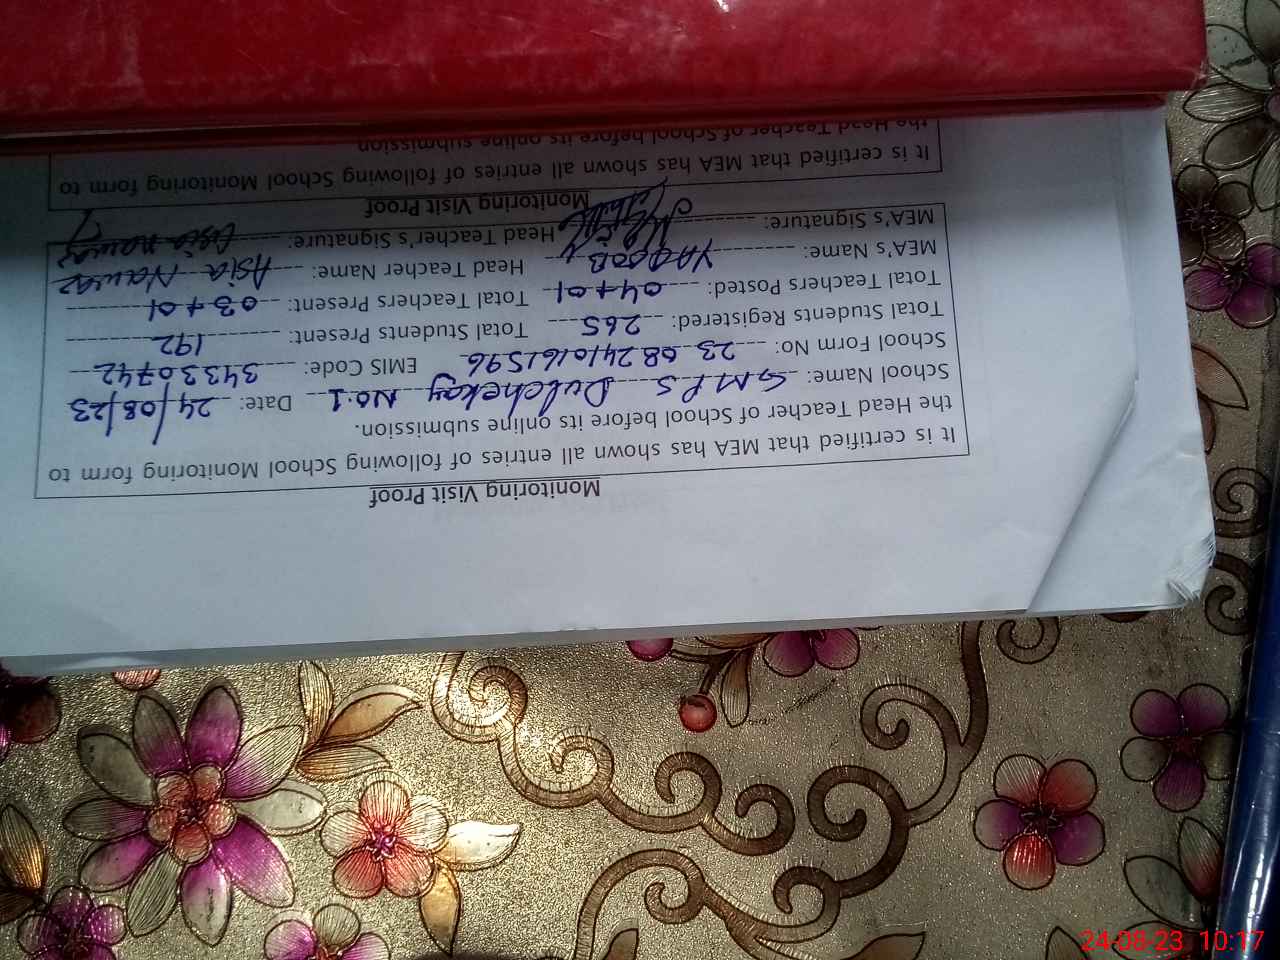 Monitoring Visit Proof
It is certified that MEA has shown all entries of following School Monitoring form to
the Head Teacher of School before its online submission.
School Name: GMPS Dulchekay No.1 Date: 24/08/23
School Form No: 23 08 2410161596 EMIS Code: 34330742
Total Students Registered: 265 Total Students Present: 192
Total Teachers Posted: 04+01 Total Teachers Present: 03+01
MEA's Name: YAQOOB Head Teacher Name: ASIA Nawaz
MEA's Signature: Head Teacher's Signature: Asia nawaz
Monitoring Visit Proof
It is certified that MEA has shown all entries of following School Monitoring form to
the Head Teacher of School before its online submission
24-08-23 10:17